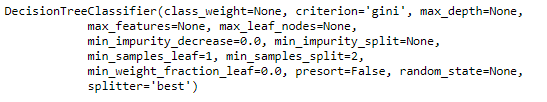 DecisionTreeClassifier(class_weight=None, criterion='gini', max_depth=None,
max_features=None, max_leaf_nodes=None,
min_impurity_decrease=0.0, min_impurity_split=None,
min_samples_leaf=1, min_samples_split=2,
min_weight_fraction_leaf=0.0, presort=False, random_state=None,
splitter='best')